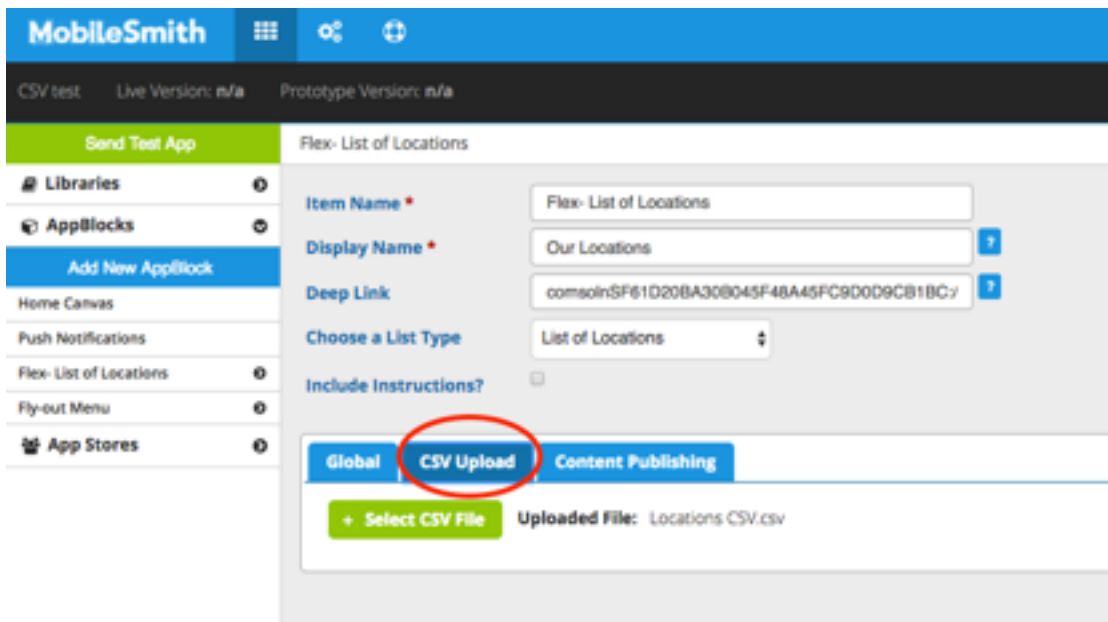 MobileSmith
CSV test Live Version: n/a Prototype Version: n/a
Send Test App
Flex- List of Locations
Libraries
AppBlocks
Add New AppBlock
Home Canvas
Push Notifications
Flex- List of Locations
Fly-out Menu
App Stores
Item Name * Flex- List of Locations
Display Name * Our Locations ?
Deep Link ?
Choose a List Type List of Locations
Include Instructions?
Global CSV Upload Content Publishing
+ Select CSV File Uploaded File: Locations CSV.csv